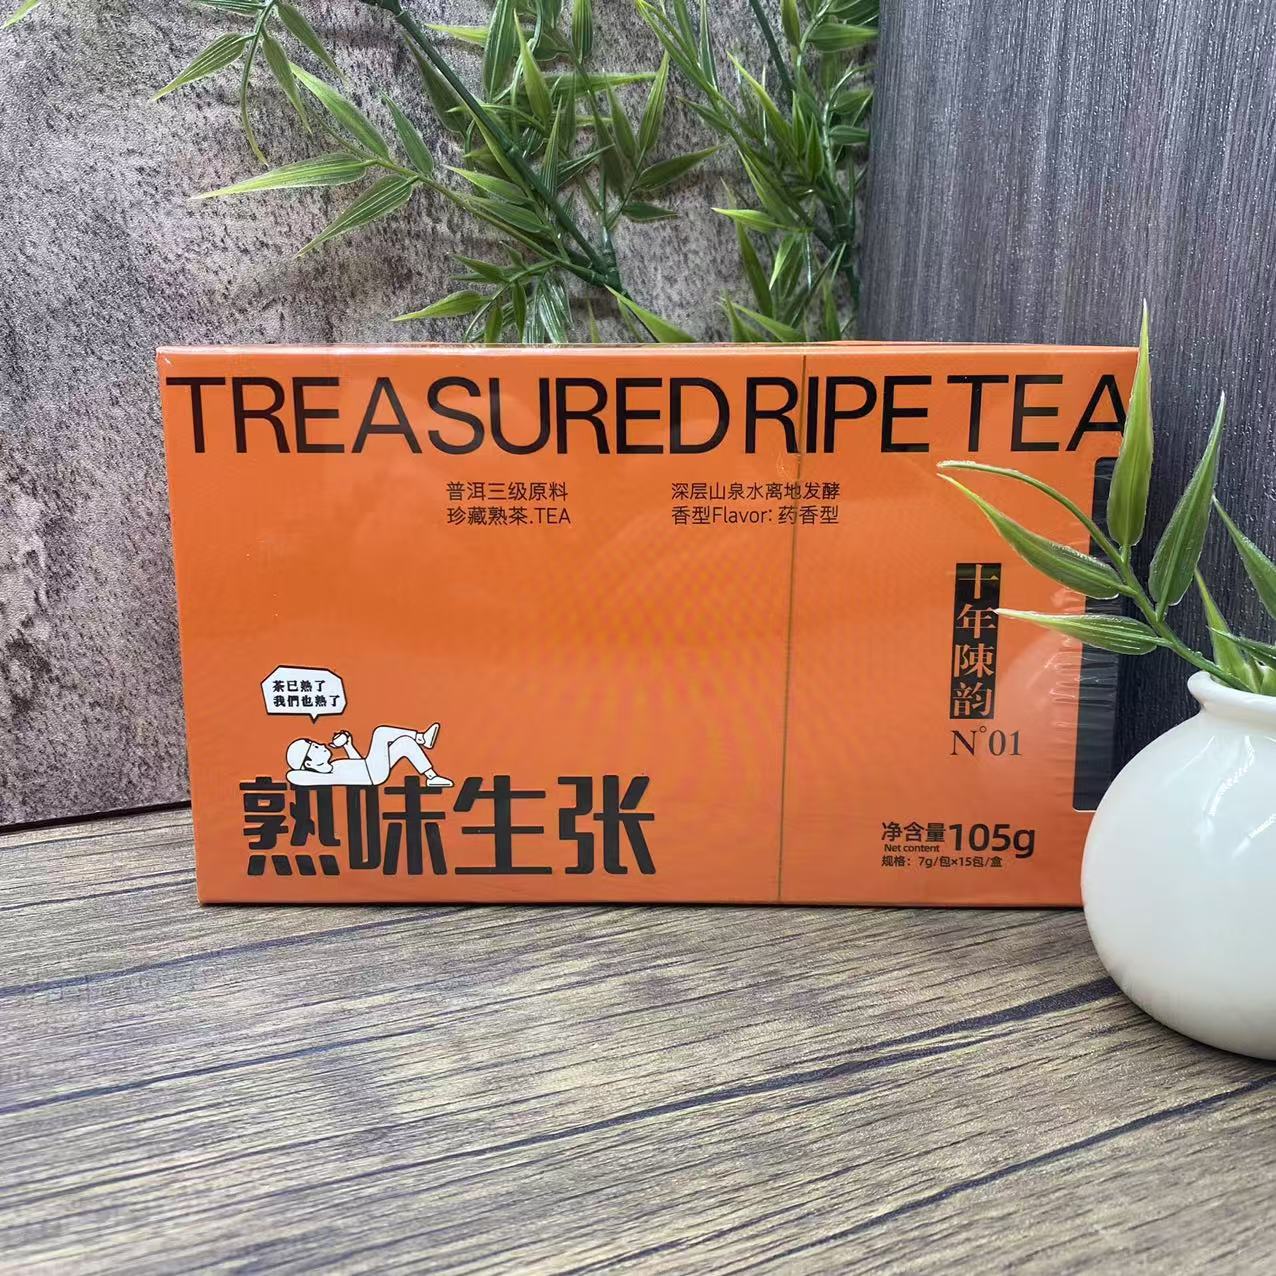 TREASURED RIPE TEA
普洱三级原料
珍藏熟茶.TEA
深层山泉水离地发酵
香型Flavor: 药香型
十年陳韵
N°01
茶已熟了
我們也熟了
熟味生张
净含量105g
Net content
规格：7g/包×15包/盒